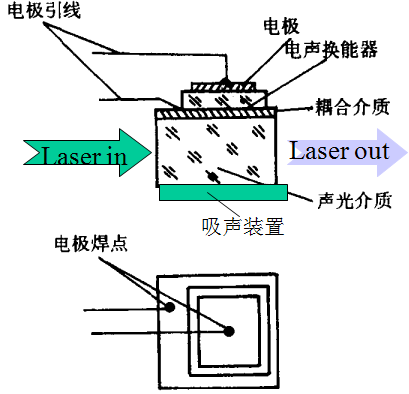 电极引线
电极
电声换能器
耦合介质
Laser in
Laser out
声光介质
吸声装置
电极焊点